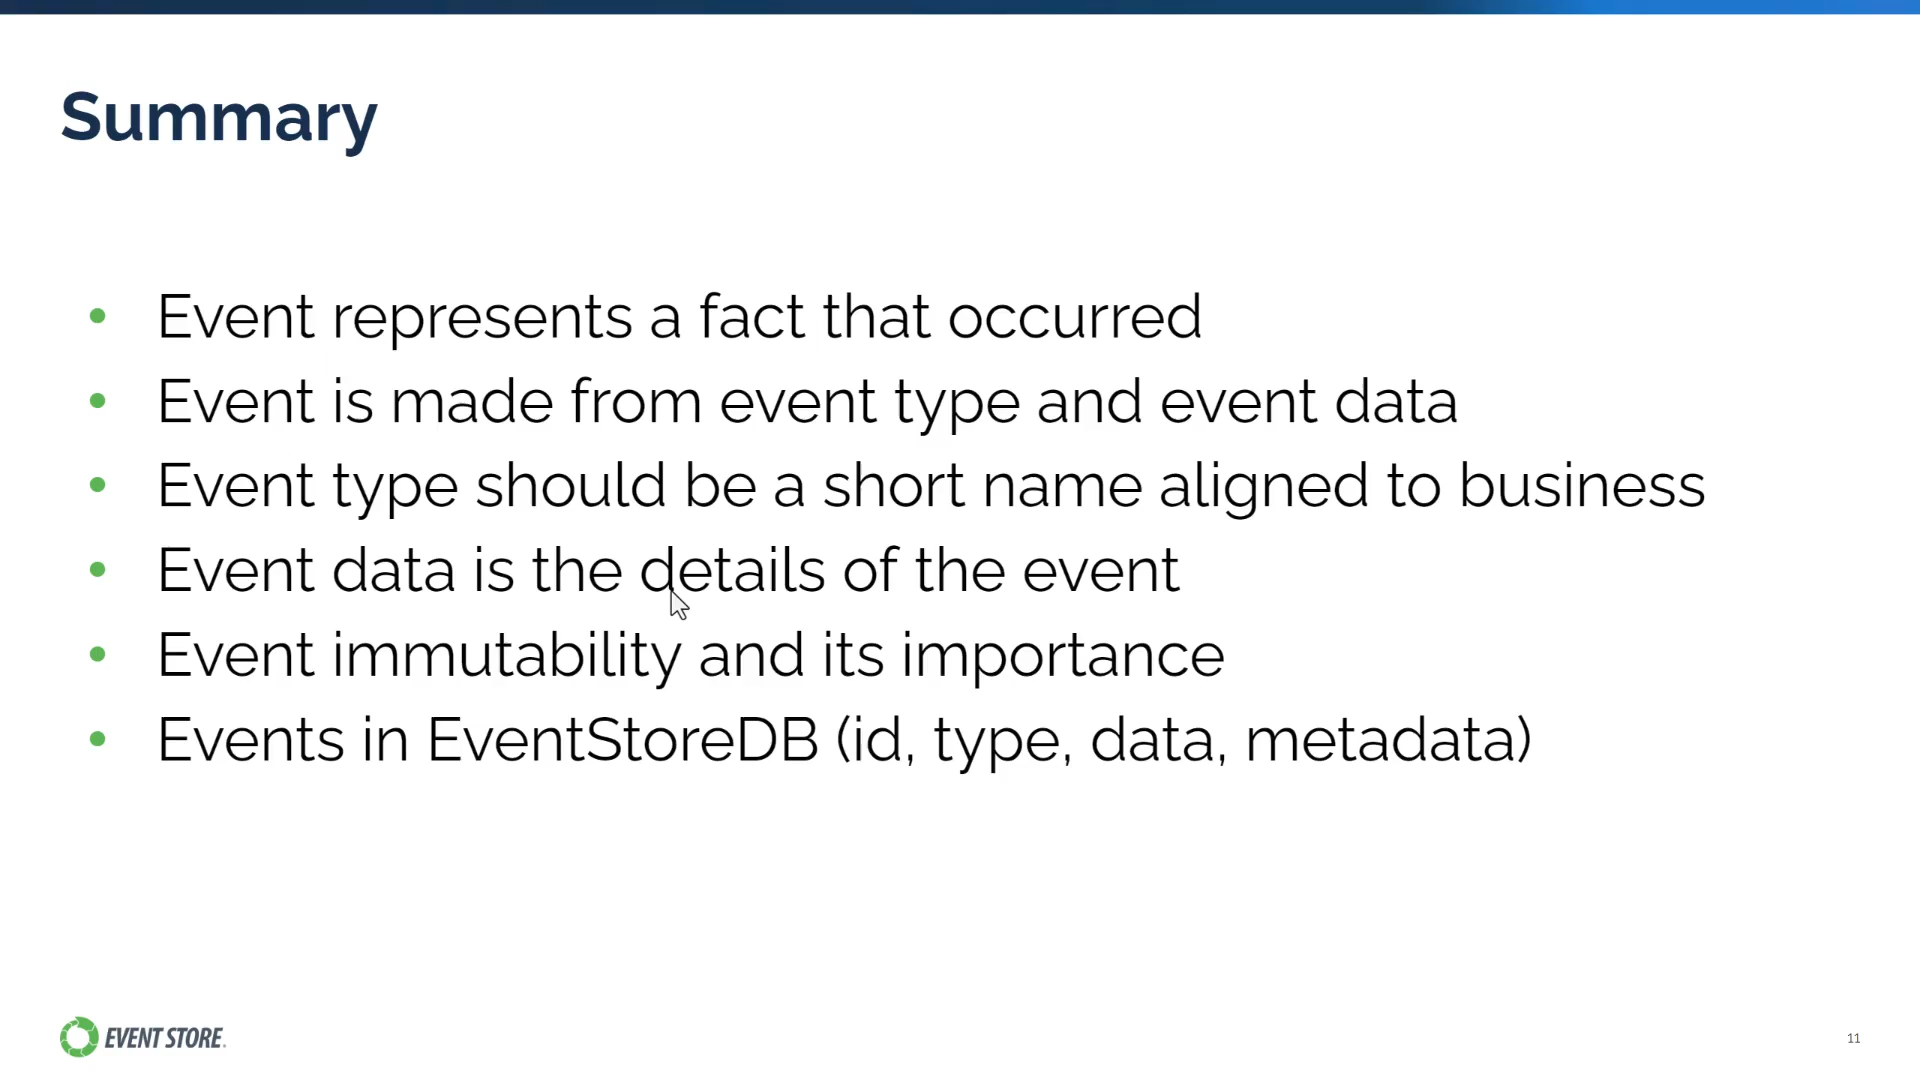 Summary
• Event represents a fact that occurred
• Event is made from event type and event data
• Event type should be a short name aligned to business
• Event data is the details of the event
• Event immutability and its importance
• Events in EventStoreDB (id, type, data, metadata)
EVENT STORE.
11